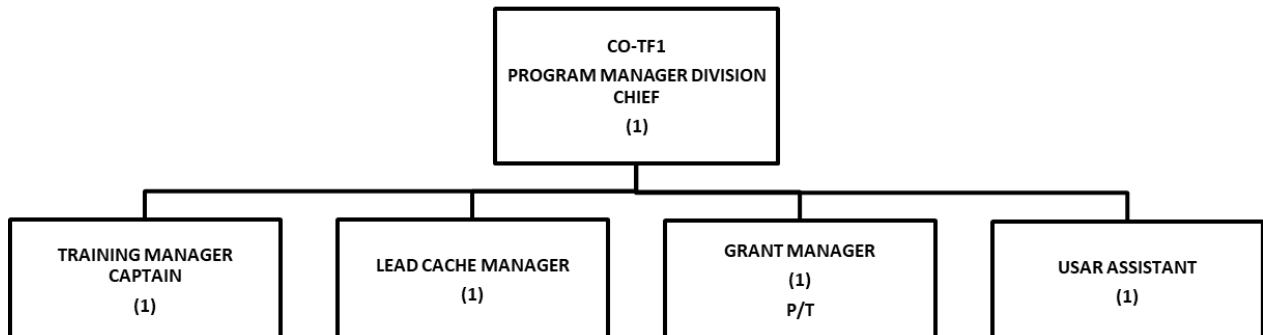 CO-TF1
PROGRAM MANAGER DIVISION
CHIEF
(1)
TRAINING MANAGER
CAPTAIN
(1)
LEAD CACHE MANAGER
(1)
GRANT MANAGER
(1)
P/T
USAR ASSISTANT
(1)